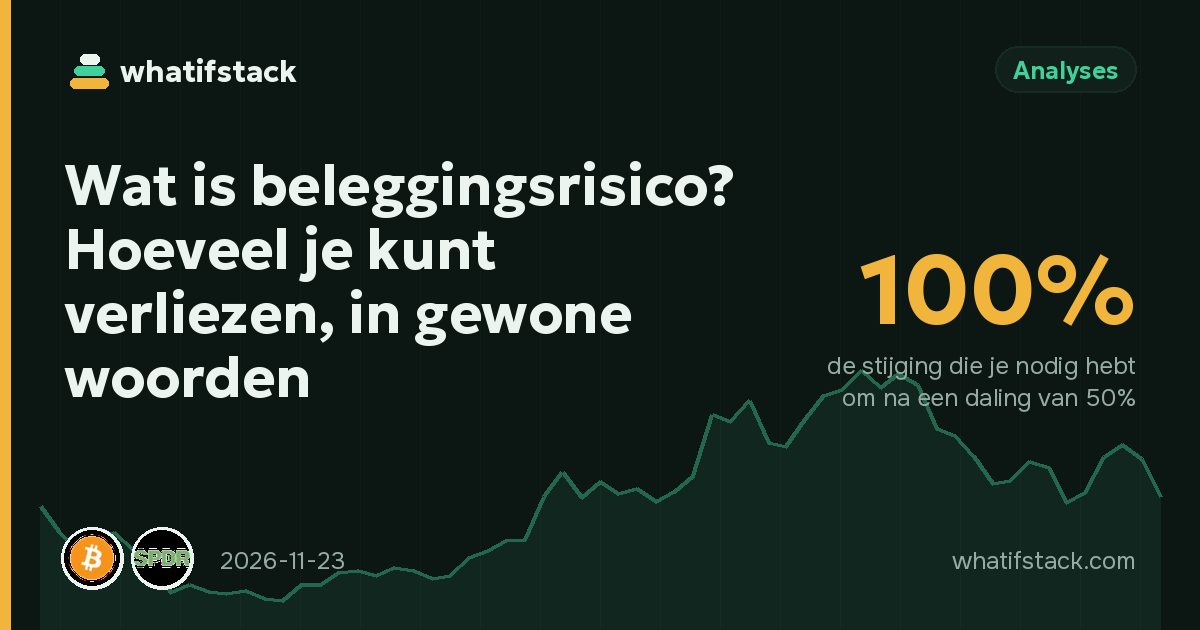 whatifstack
Analyses
Wat is beleggingsrisico?
Hoeveel je kunt
verliezen, in gewone
woorden
100%
de stijging die je nodig hebt
om na een daling van 50%
SPDR
2026-11-23
whatifstack.com